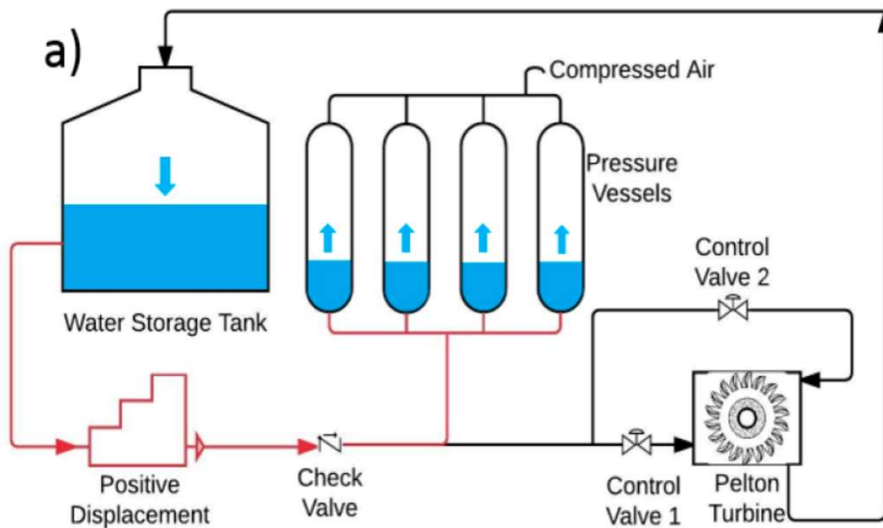 a)
Compressed Air
Pressure
Vessels
Control
Valve 2
Water Storage Tank
Positive
Displacement
Check
Valve
Control
Valve 1
Pelton
Turbine